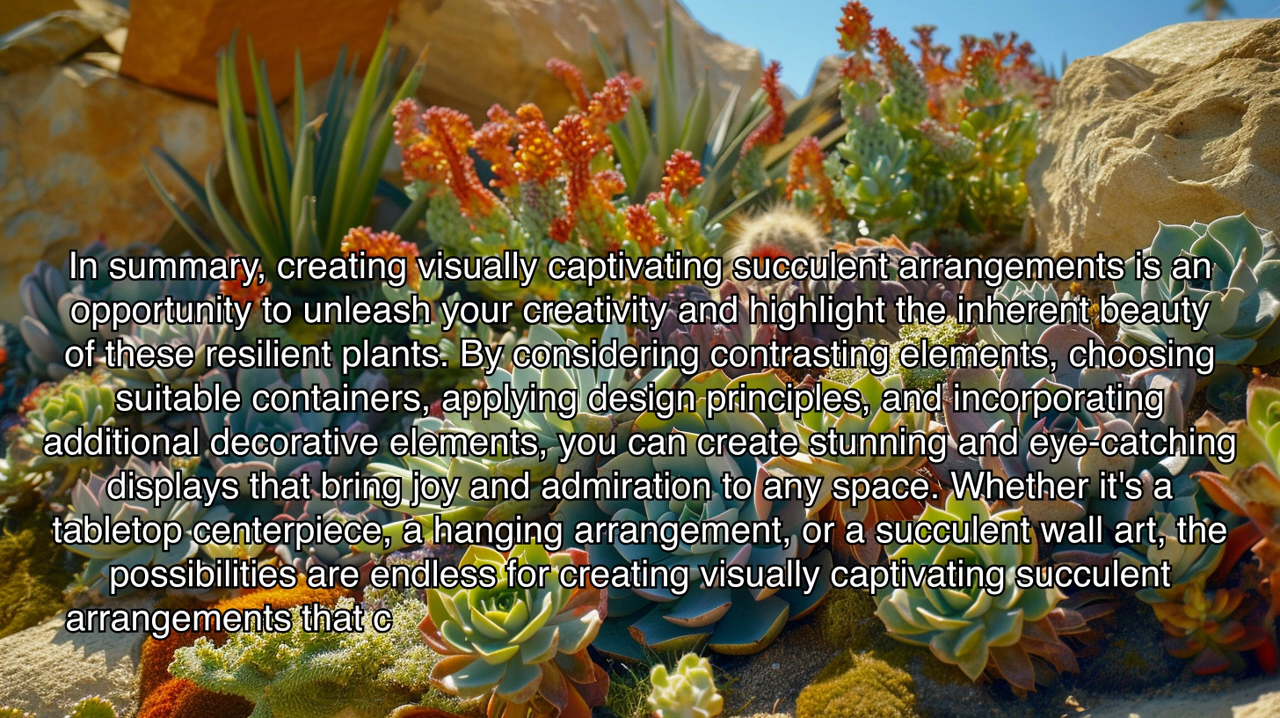 In summary, creating visually captivating succulent arrangements is an
opportunity to unleash your creativity and highlight the inherent beauty
of these resilient plants. By considering contrasting elements, choosing
suitable containers, applying design principles, and incorporating
additional decorative elements, you can create stunning and eye-catching
displays that bring joy and admiration to any space. Whether it's a
tabletop centerpiece, a hanging arrangement, or a succulent wall art, the
possibilities are endless for creating visually captivating succulent
arrangements that c